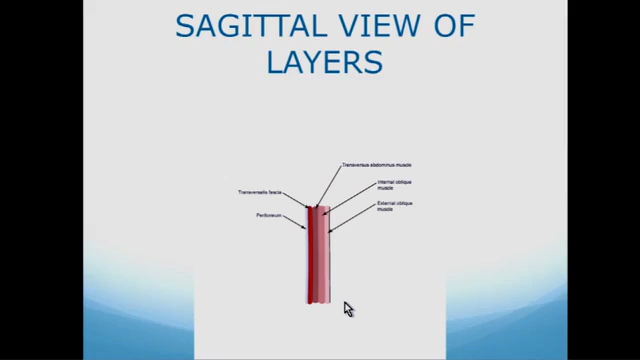 SAGITTAL VIEW OF
LAYERS
Transversus abdominus muscle
Internal oblique
muscle
Transversalis fascia
External oblique
muscle
Peritoneum